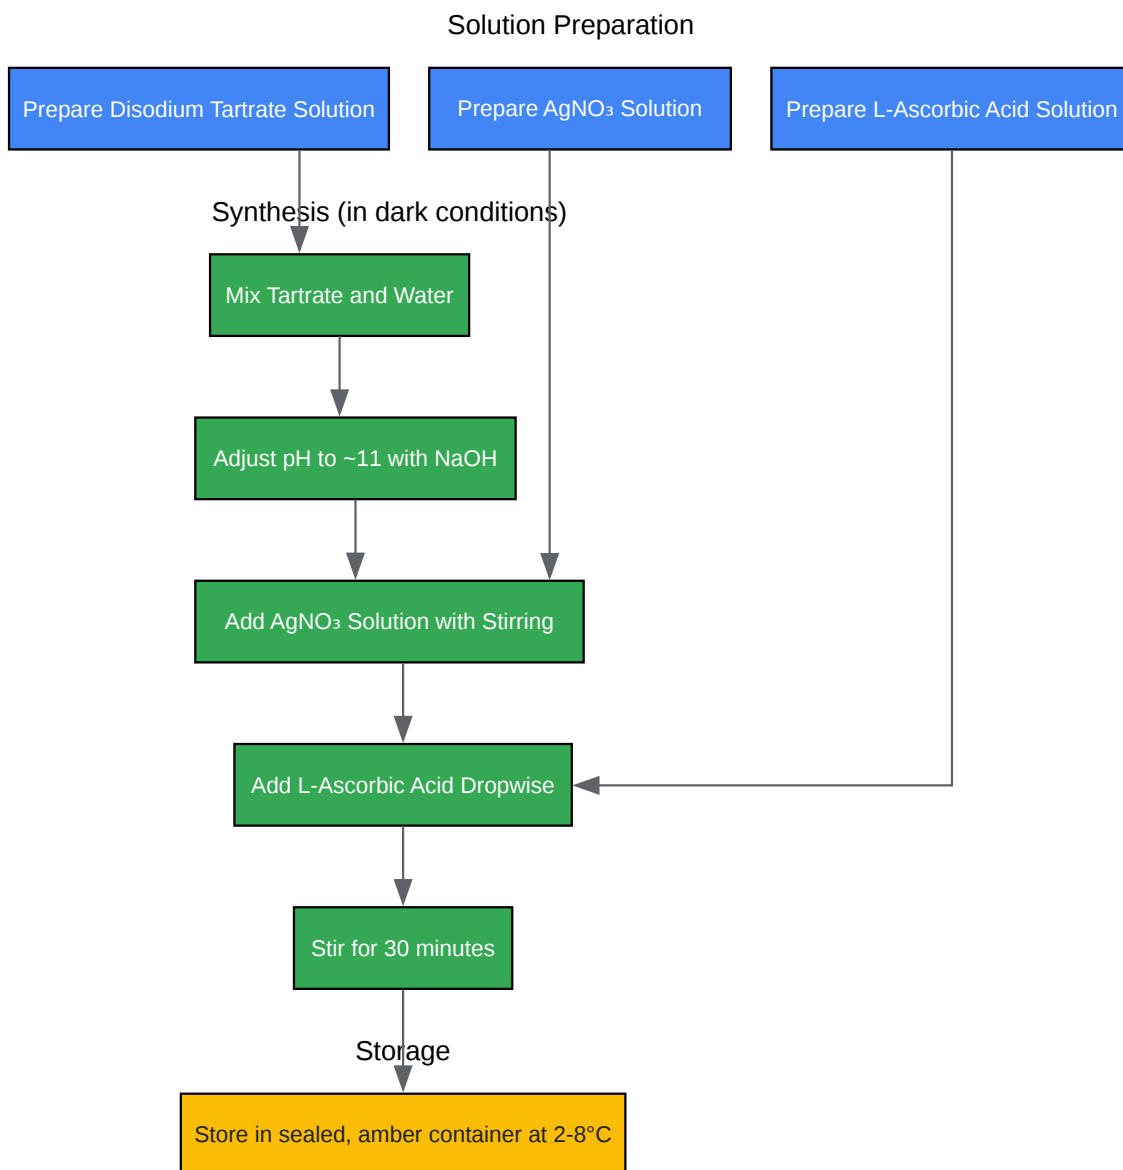 Solution Preparation
Prepare Disodium Tartrate Solution
Prepare AgNO₃ Solution
Prepare L-Ascorbic Acid Solution
Synthesis (in dark conditions)
Mix Tartrate and Water
Adjust pH to ~11 with NaOH
Add AgNO₃ Solution with Stirring
Add L-Ascorbic Acid Dropwise
Stir for 30 minutes
Storage
Store in sealed, amber container at 2-8°C